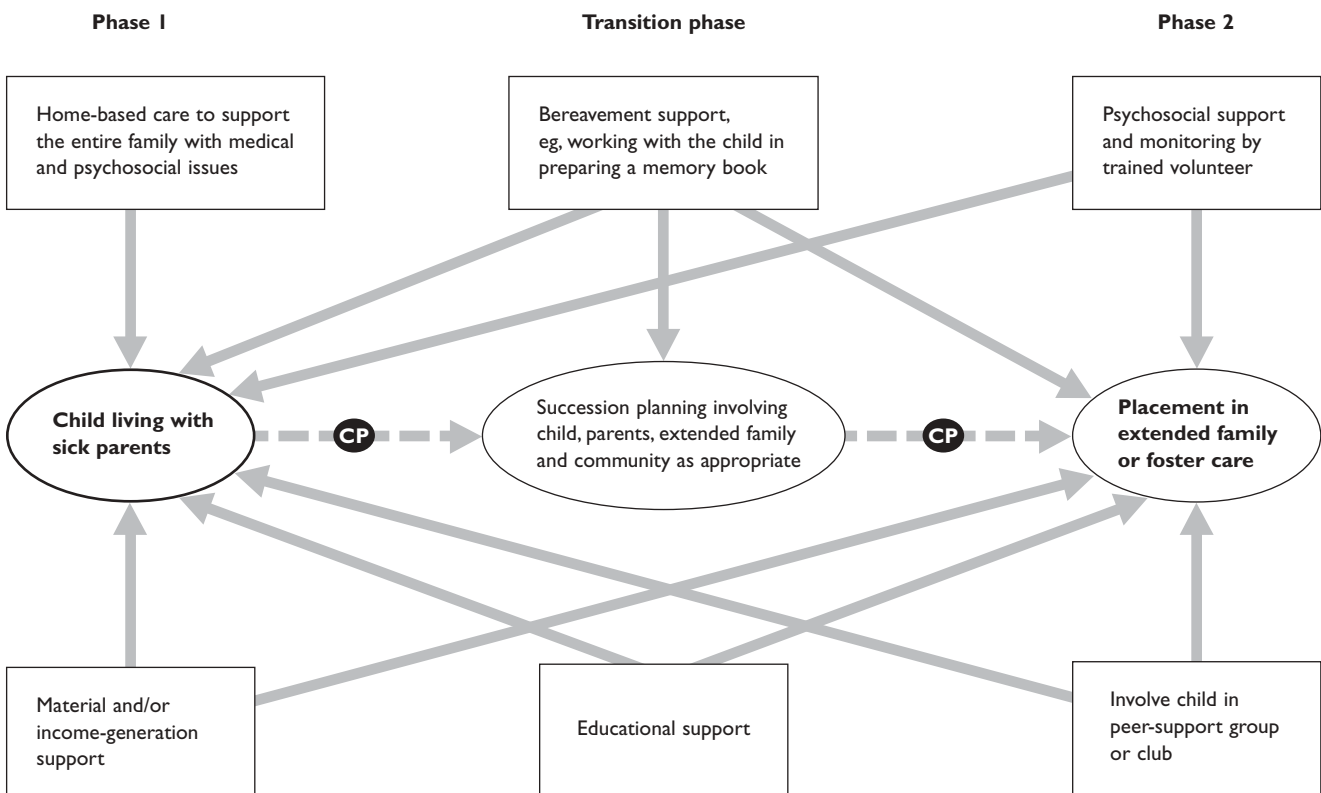 Phase 1
Transition phase
Phase 2
Home-based care to support
the entire family with medical
and psychosocial issues
Bereavement support,
eg, working with the child in
preparing a memory book
Psychosocial support
and monitoring by
trained volunteer
Child living with
sick parents
CP
Succession planning involving
child, parents, extended family
and community as appropriate
CP
Placement in
extended family
or foster care
Material and/or
income-generation
support
Educational support
Involve child in
peer-support group
or club